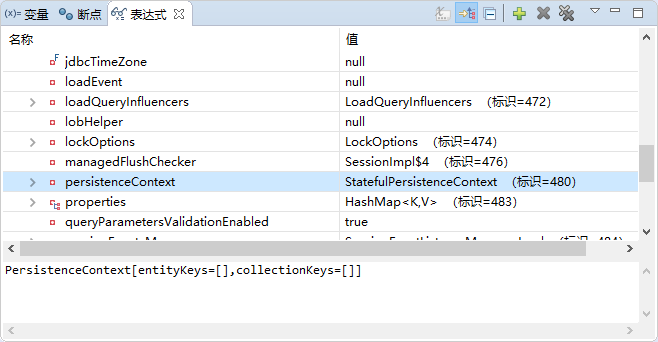 (x)= 变量 断点 表达式
名称 值
jdbcTimeZone null
loadEvent null
loadQueryInfluencers LoadQueryInfluencers （标识=472）
lobHelper null
lockOptions LockOptions （标识=474）
managedFlushChecker SessionImpl$4 （标识=476）
persistenceContext StatefulPersistenceContext （标识=480）
properties HashMap<K,V> （标识=483）
queryParametersValidationEnabled true
PersistenceContext[entityKeys=[],collectionKeys=[]]